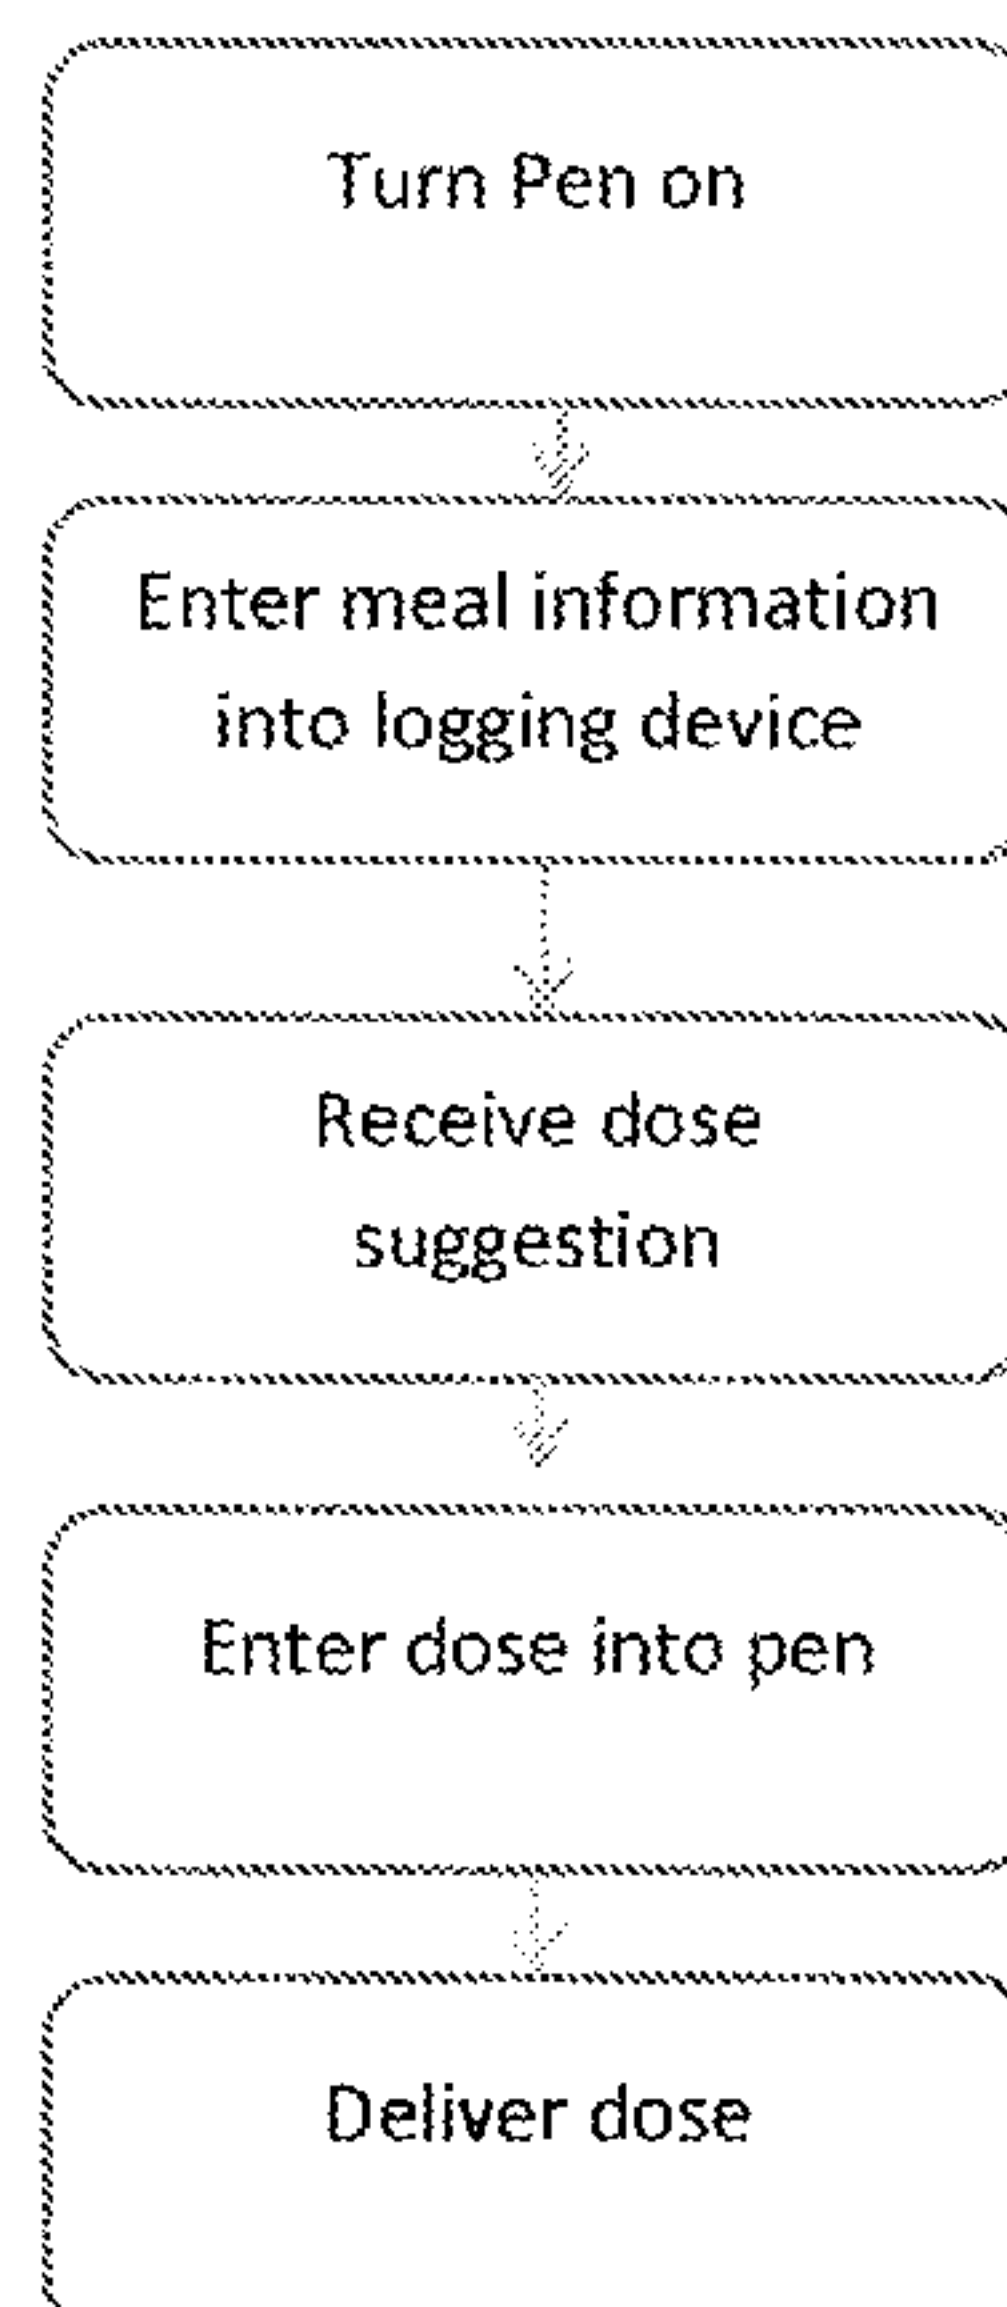 Turn Pen on
Enter meal information
into logging device
Receive dose
suggestion
Enter dose into pen
Deliver dose